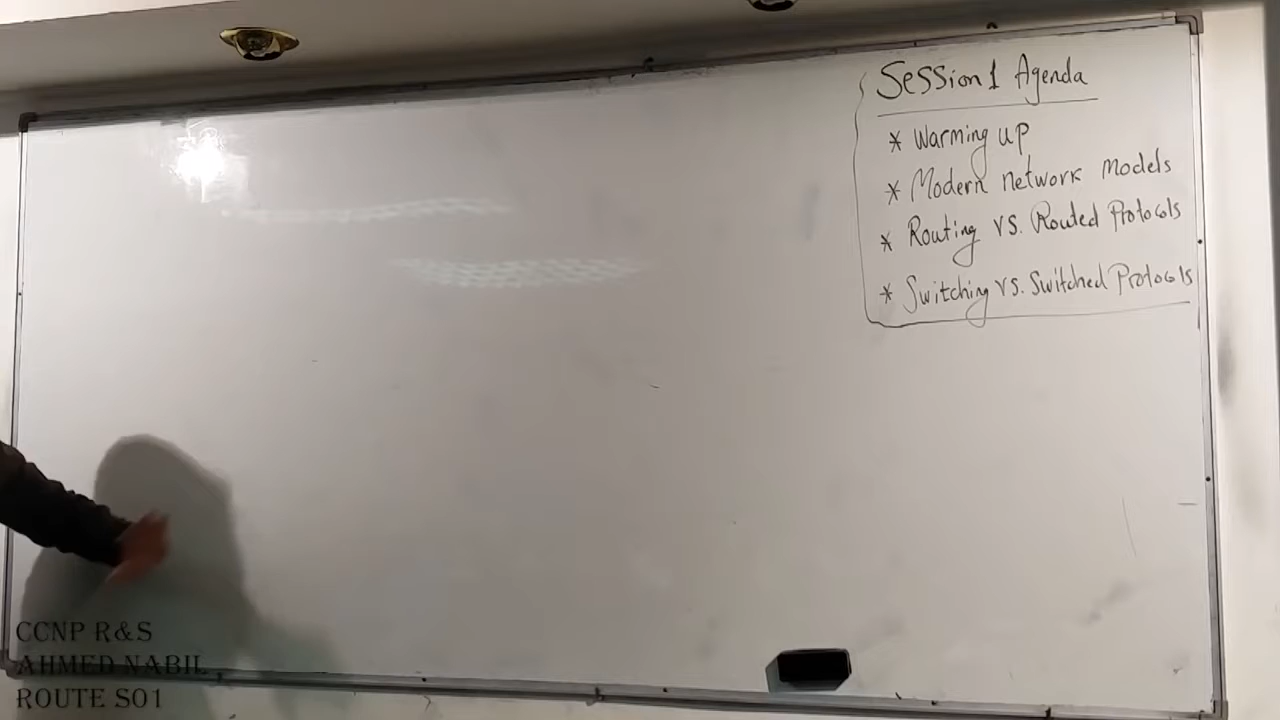 Session 1 Agenda
* Warming up
* Modern network Models
* Routing vs. Routed Protocols
* Switching vs. Switched Protocols
CCNP R&S
AHMED NABIL
ROUTE S01